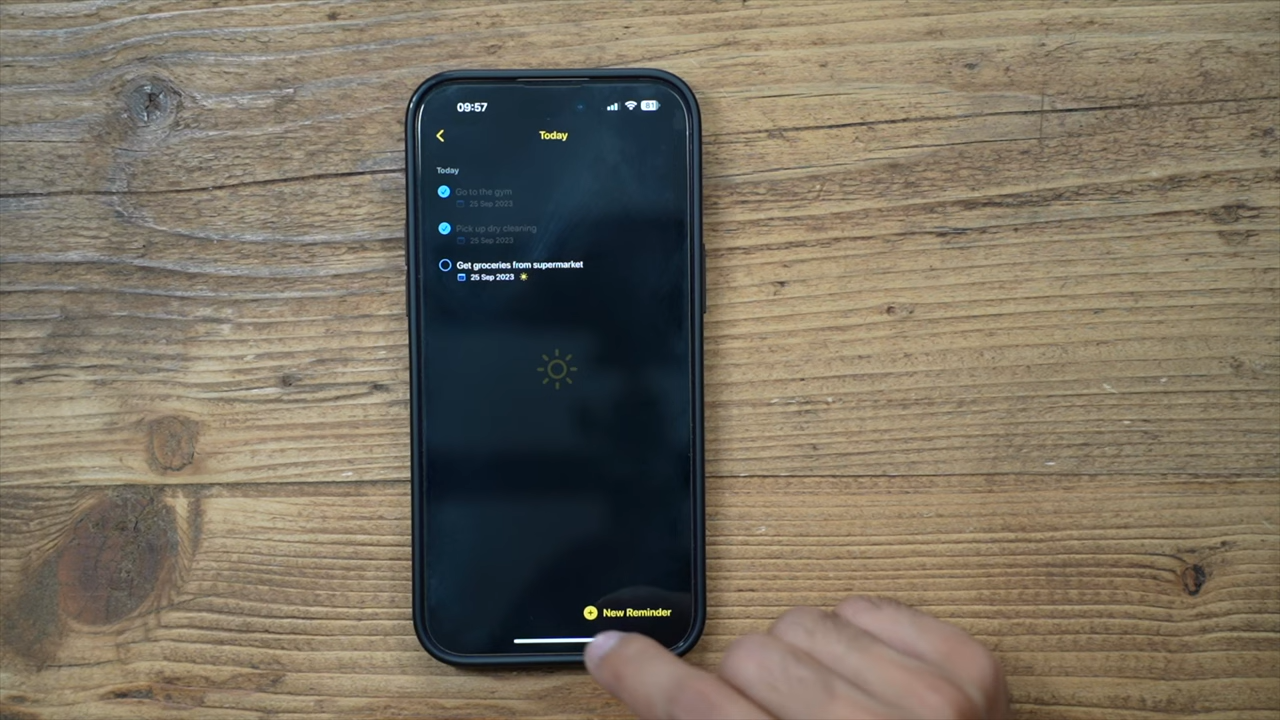 09:57
81
Today
Today
Go to the gym
25 Sep 2023
Pick up dry cleaning
25 Sep 2023
Get groceries from supermarket
25 Sep 2023
New Reminder